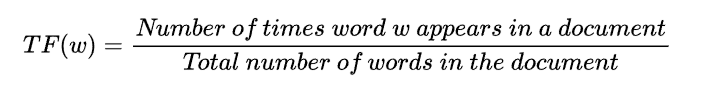 TF(w) = Number of times word w appears in a document
Total number of words in the document